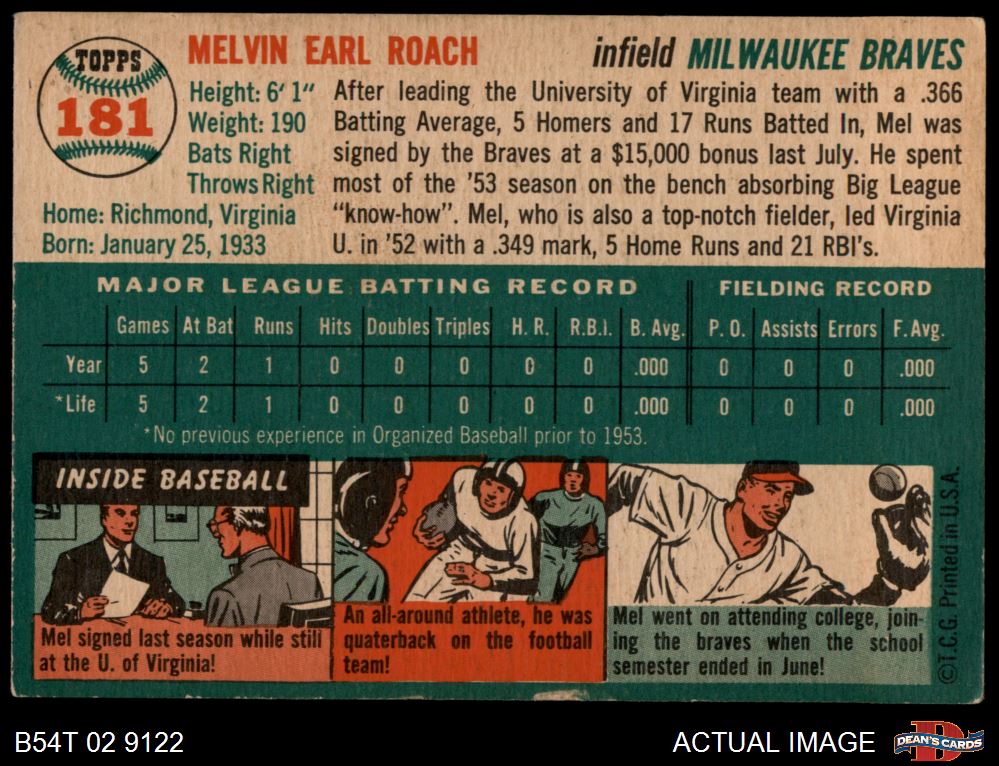 TOPPS
181
MELVIN EARL ROACH
infield MILWAUKEE BRAVES
Height: 6' 1"
Weight: 190
Bats Right
Throws Right
Home: Richmond, Virginia
Born: January 25, 1933
After leading the University of Virginia team with a .366
Batting Average, 5 Homers and 17 Runs Batted In, Mel was
signed by the Braves at a $15,000 bonus last July. He spent
most of the '53 season on the bench absorbing Big League
"know-how". Mel, who is also a top-notch fielder, led Virginia
U. in '52 with a .349 mark, 5 Home Runs and 21 RBI's.
MAJOR LEAGUE BATTING RECORD FIELDING RECORD
Games At Bat Runs Hits Doubles Triples H. R. R.B.I. B. Avg. P. O. Assists Errors F. Avg.
Year 5 2 1 0 0 0 0 0 .000 0 0 0 .000
*Life 5 2 1 0 0 0 0 0 .000 0 0 0 .000
*No previous experience in Organized Baseball prior to 1953.
INSIDE BASEBALL
Mel signed last season while still
at the U. of Virginia!
An all-around athlete, he was
quaterback on the football
team!
Mel went on attending college, join-
ing the braves when the school
semester ended in June!
©T.C.G. Printed in U.S.A.
B54T 02 9122
ACTUAL IMAGE
DEAN'S CARDS